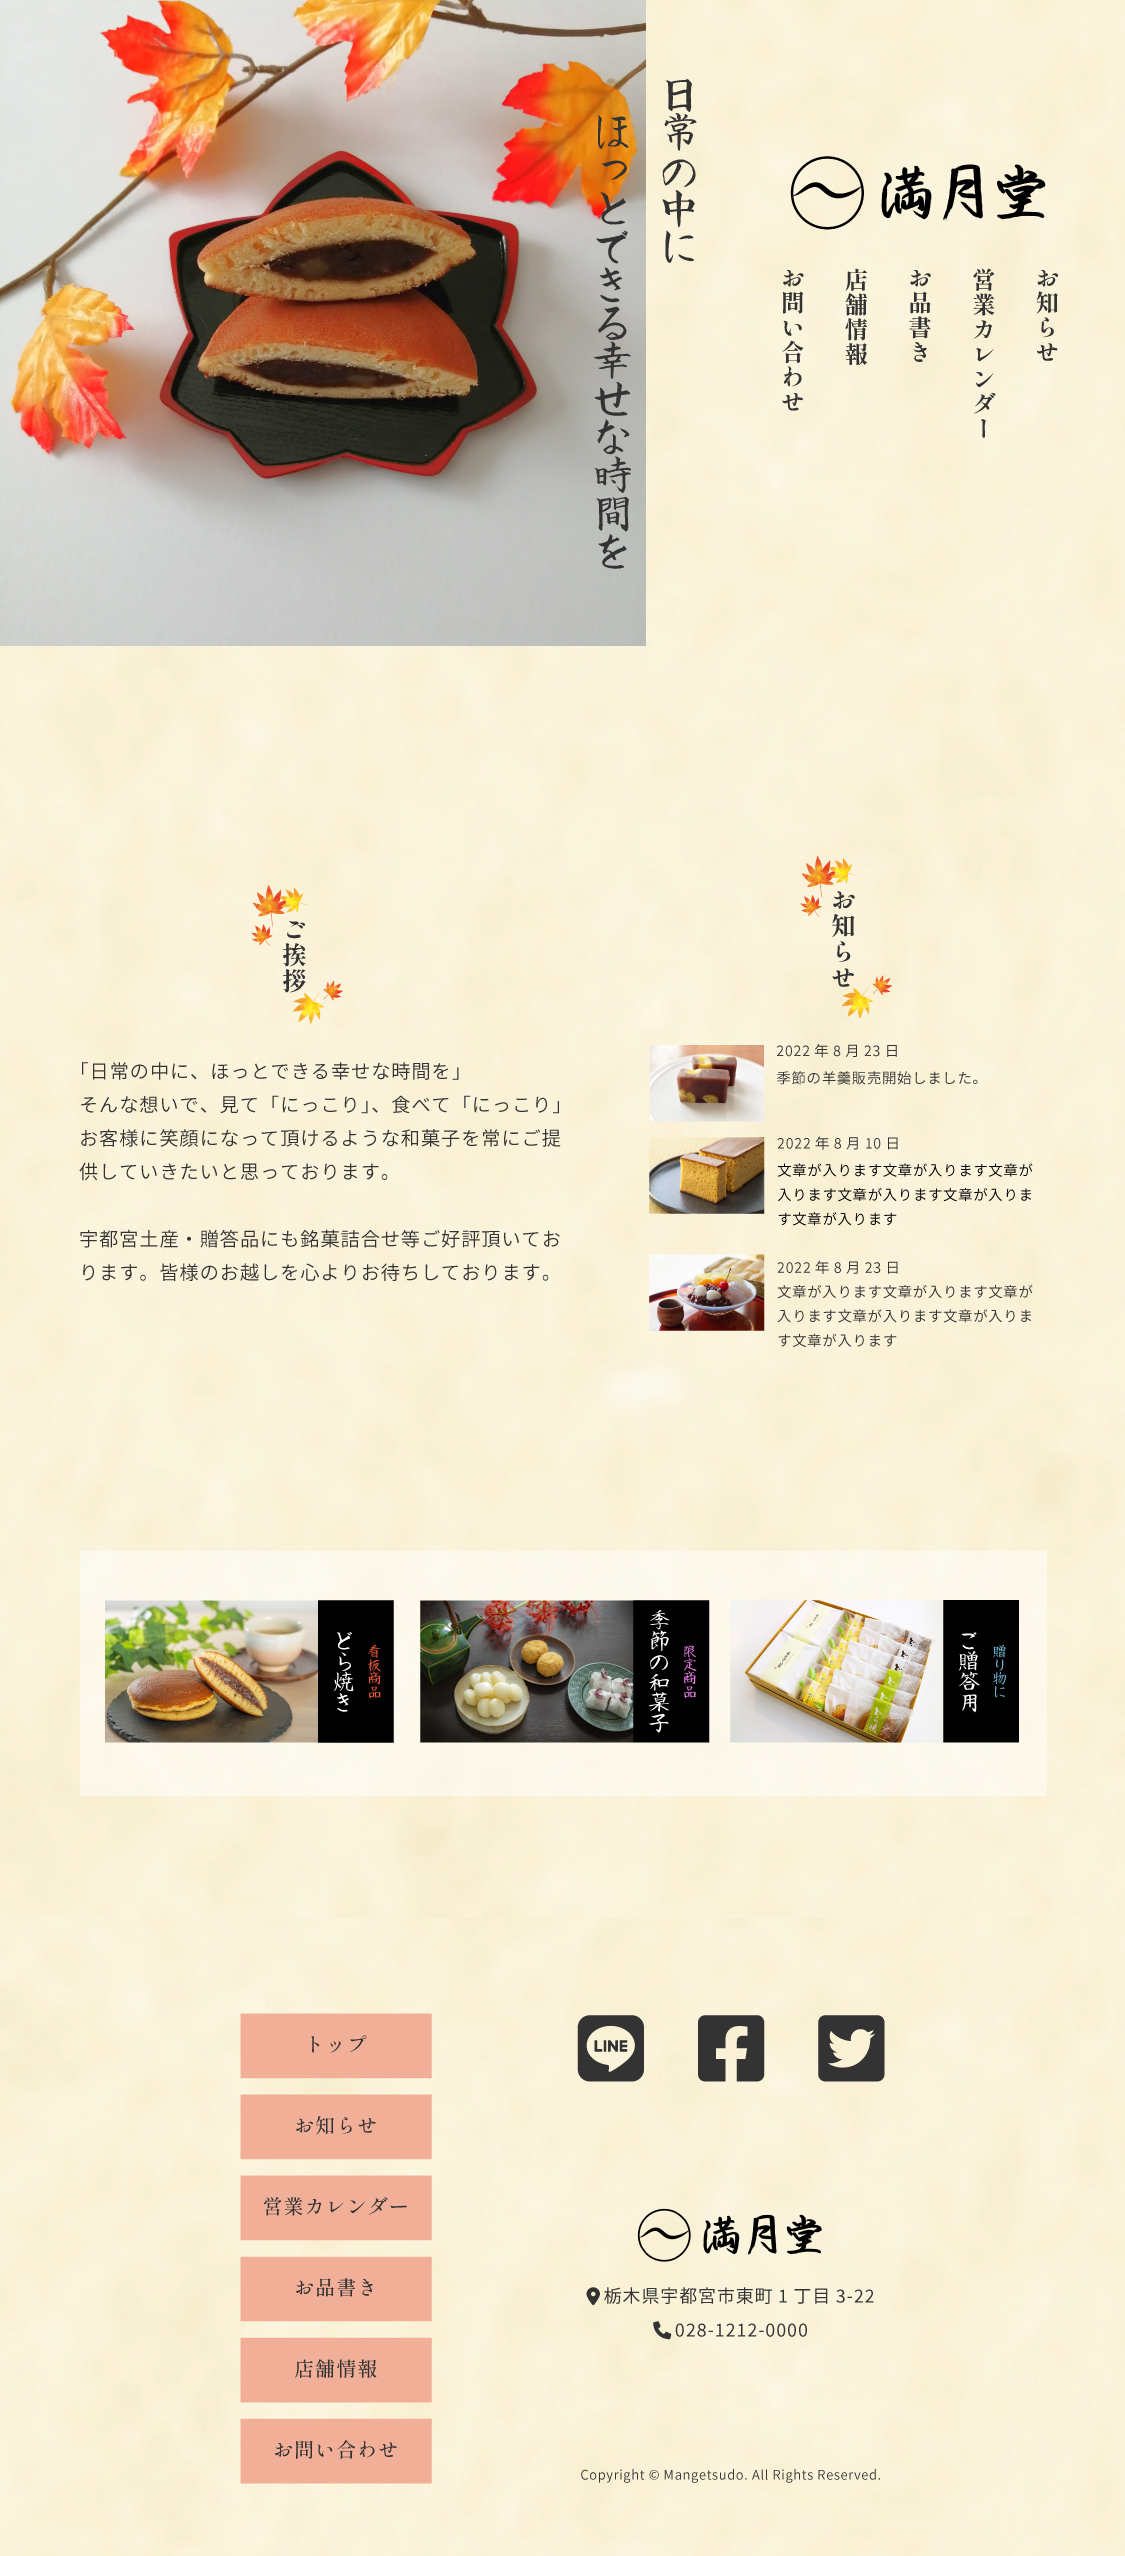 日常の中に
ほっとできる幸せな時間を
満月堂
お知らせ
営業カレンダー
お品書き
店舗情報
お問い合わせ
ご挨拶
「日常の中に、ほっとできる幸せな時間を」
そんな想いで、見て「にっこり」、食べて「にっこり」
お客様に笑顔になって頂けるような和菓子を常にご提
供していきたいと思っております。
宇都宮土産・贈答品にも銘菓詰合せ等ご好評頂いてお
ります。皆様のお越しを心よりお待ちしております。
お知らせ
2022 年 8 月 23 日
季節の羊羹販売開始しました。
2022 年 8 月 10 日
文章が入ります文章が入ります文章が
入ります文章が入ります文章が入りま
す文章が入ります
2022 年 8 月 23 日
文章が入ります文章が入ります文章が
入ります文章が入ります文章が入りま
す文章が入ります
看板商品
どら焼き
限定商品
季節の和菓子
贈り物に
ご贈答用
トップ
お知らせ
営業カレンダー
お品書き
店舗情報
お問い合わせ
LINE
満月堂
栃木県宇都宮市東町 1 丁目 3-22
028-1212-0000
Copyright © Mangetsudo. All Rights Reserved.